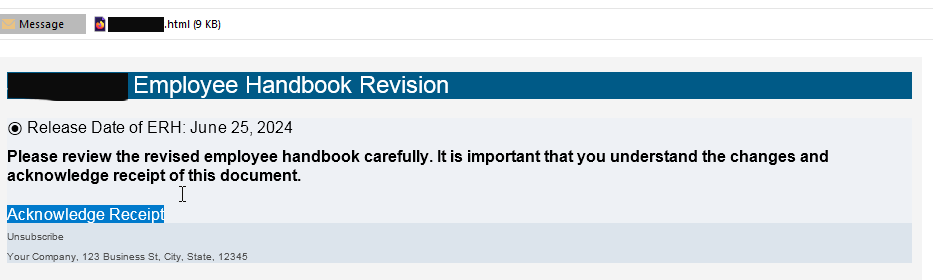 Message .html (9 KB)
Employee Handbook Revision
Release Date of ERH: June 25, 2024
Please review the revised employee handbook carefully. It is important that you understand the changes and
acknowledge receipt of this document.
Acknowledge Receipt
Unsubscribe
Your Company, 123 Business St, City, State, 12345